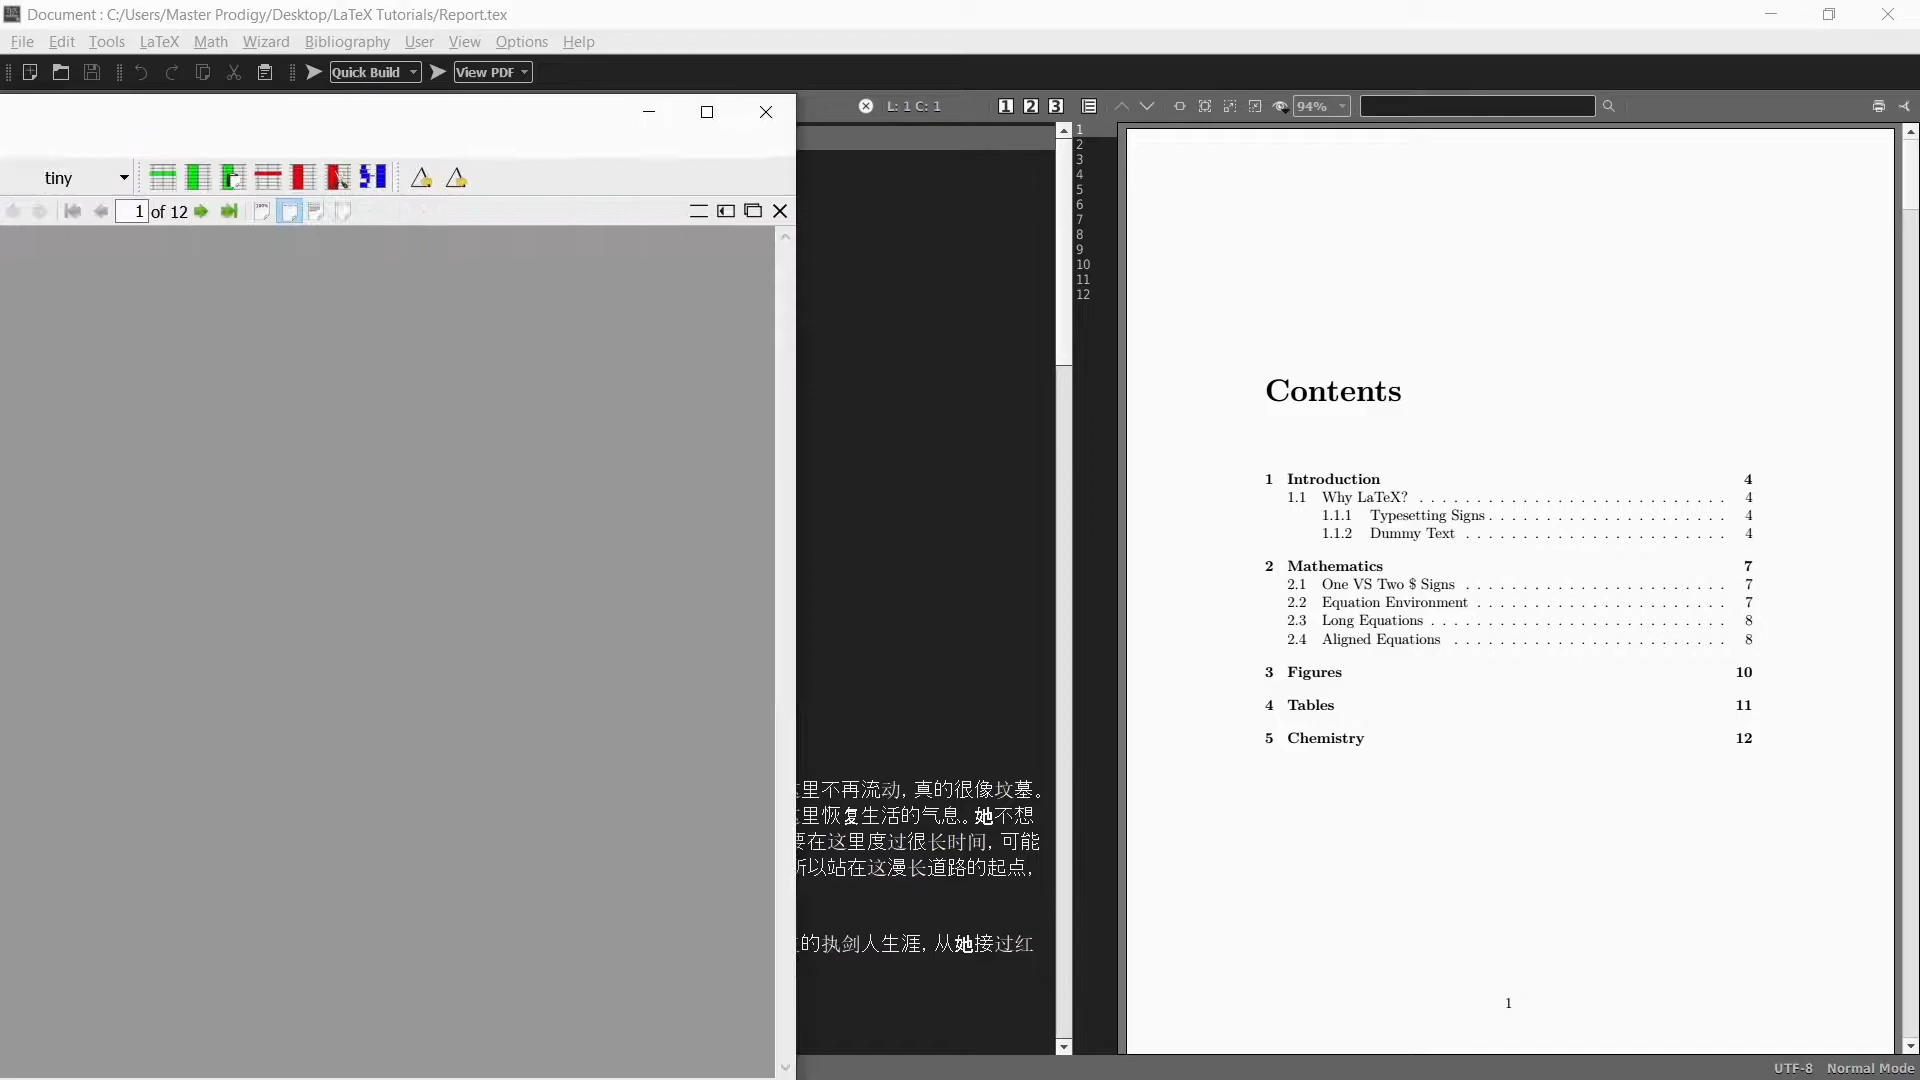 Document : C:/Users/Master Prodigy/Desktop/LaTeX Tutorials/Report.tex
File Edit Tools LaTeX Math Wizard Bibliography User View Options Help
Quick Build View PDF
L: 1 C: 1 1 2 3 94%
tiny
1 of 12
1
2
3
4
5
6
7
8
9
10
11
12
里不再流动, 真的很像坟墓。
里恢复生活的气息。她不想
要在这里度过很长时间, 可能
所以站在这漫长道路的起点,
的执剑人生涯, 从她接过红
Contents
1 Introduction 4
1.1 Why LaTeX? . . . . . . . . . . . . . . . . . . . . . . . . . . . 4
1.1.1 Typesetting Signs . . . . . . . . . . . . . . . . . . . . . 4
1.1.2 Dummy Text . . . . . . . . . . . . . . . . . . . . . . . 4
2 Mathematics 7
2.1 One VS Two $ Signs . . . . . . . . . . . . . . . . . . . . . . . 7
2.2 Equation Environment . . . . . . . . . . . . . . . . . . . . . . 7
2.3 Long Equations . . . . . . . . . . . . . . . . . . . . . . . . . . 8
2.4 Aligned Equations . . . . . . . . . . . . . . . . . . . . . . . . 8
3 Figures 10
4 Tables 11
5 Chemistry 12
1
UTF-8 Normal Mode